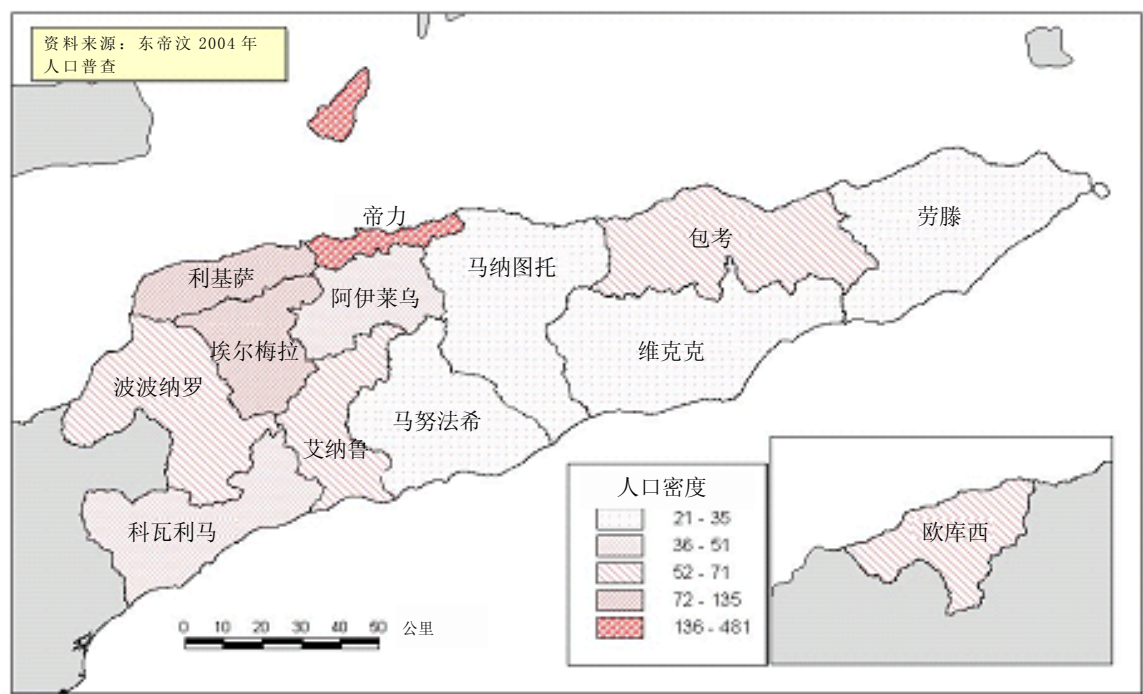 资料来源：东帝汶 2004 年
人口普查
帝力
劳滕
包考
马纳图托
利基萨
阿伊莱乌
埃尔梅拉
维克克
波波纳罗
马努法希
艾纳鲁
科瓦利马
欧库西
人口密度
21 - 35
36 - 51
52 - 71
72 - 135
136 - 481
0 10 20 30 40 50 公里